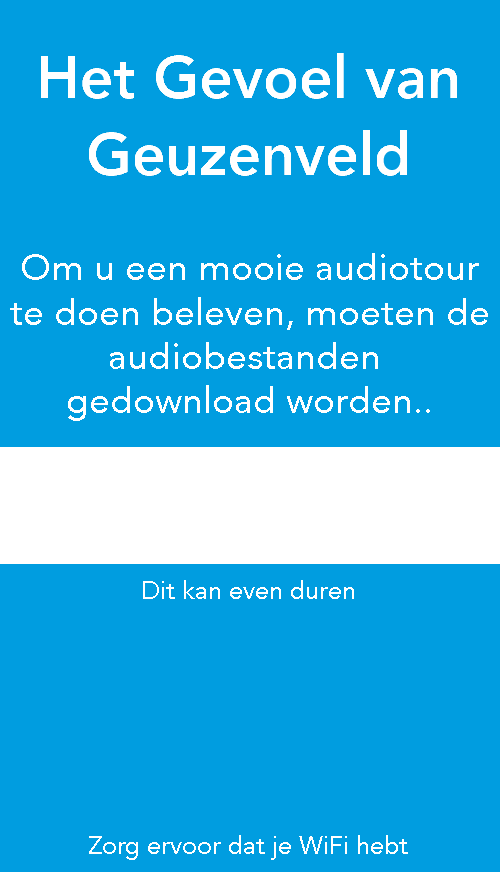 Het Gevoel van
Geuzenveld
Om u een mooie audiotour
te doen beleven, moeten de
audiobestanden
gedownload worden..
Dit kan even duren
Zorg ervoor dat je WiFi hebt